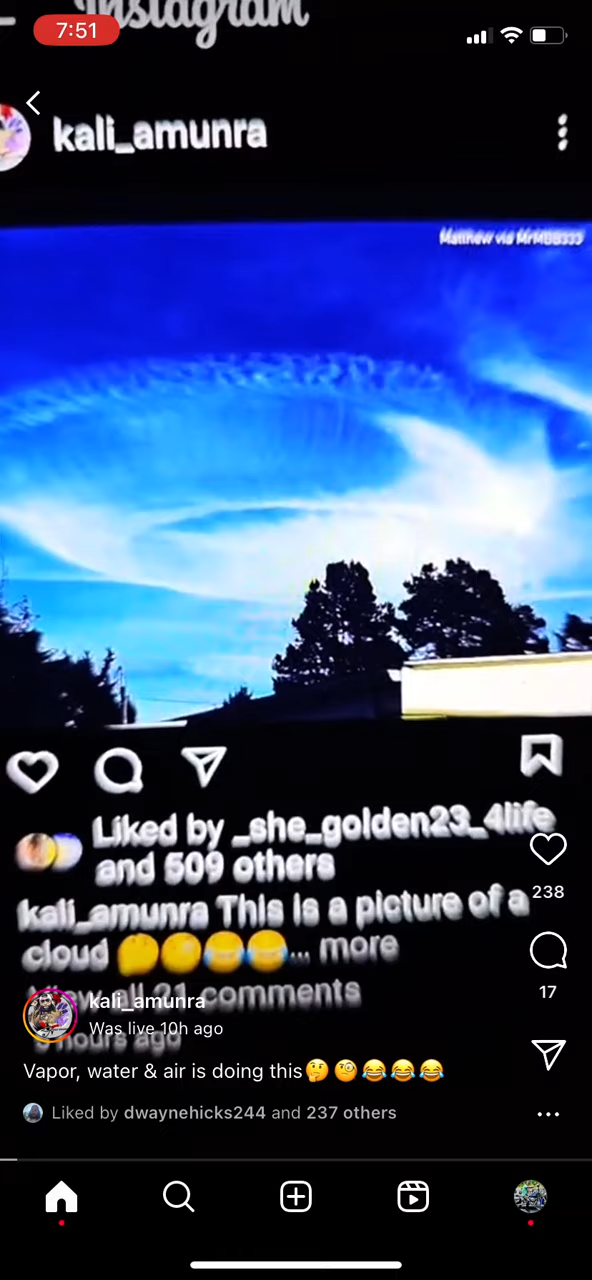 Instagram
7:51
kali_amunra
Matthew via MrMBB333
Liked by _she_golden23_4life
and 509 others
238
kali_amunra This is a picture of a
cloud 🤔🧐😂😂... more
17
kali_amunra
comments
Was live 10h ago
hours ago
Vapor, water & air is doing this🤔🧐😂😂😂
Liked by dwaynehicks244 and 237 others